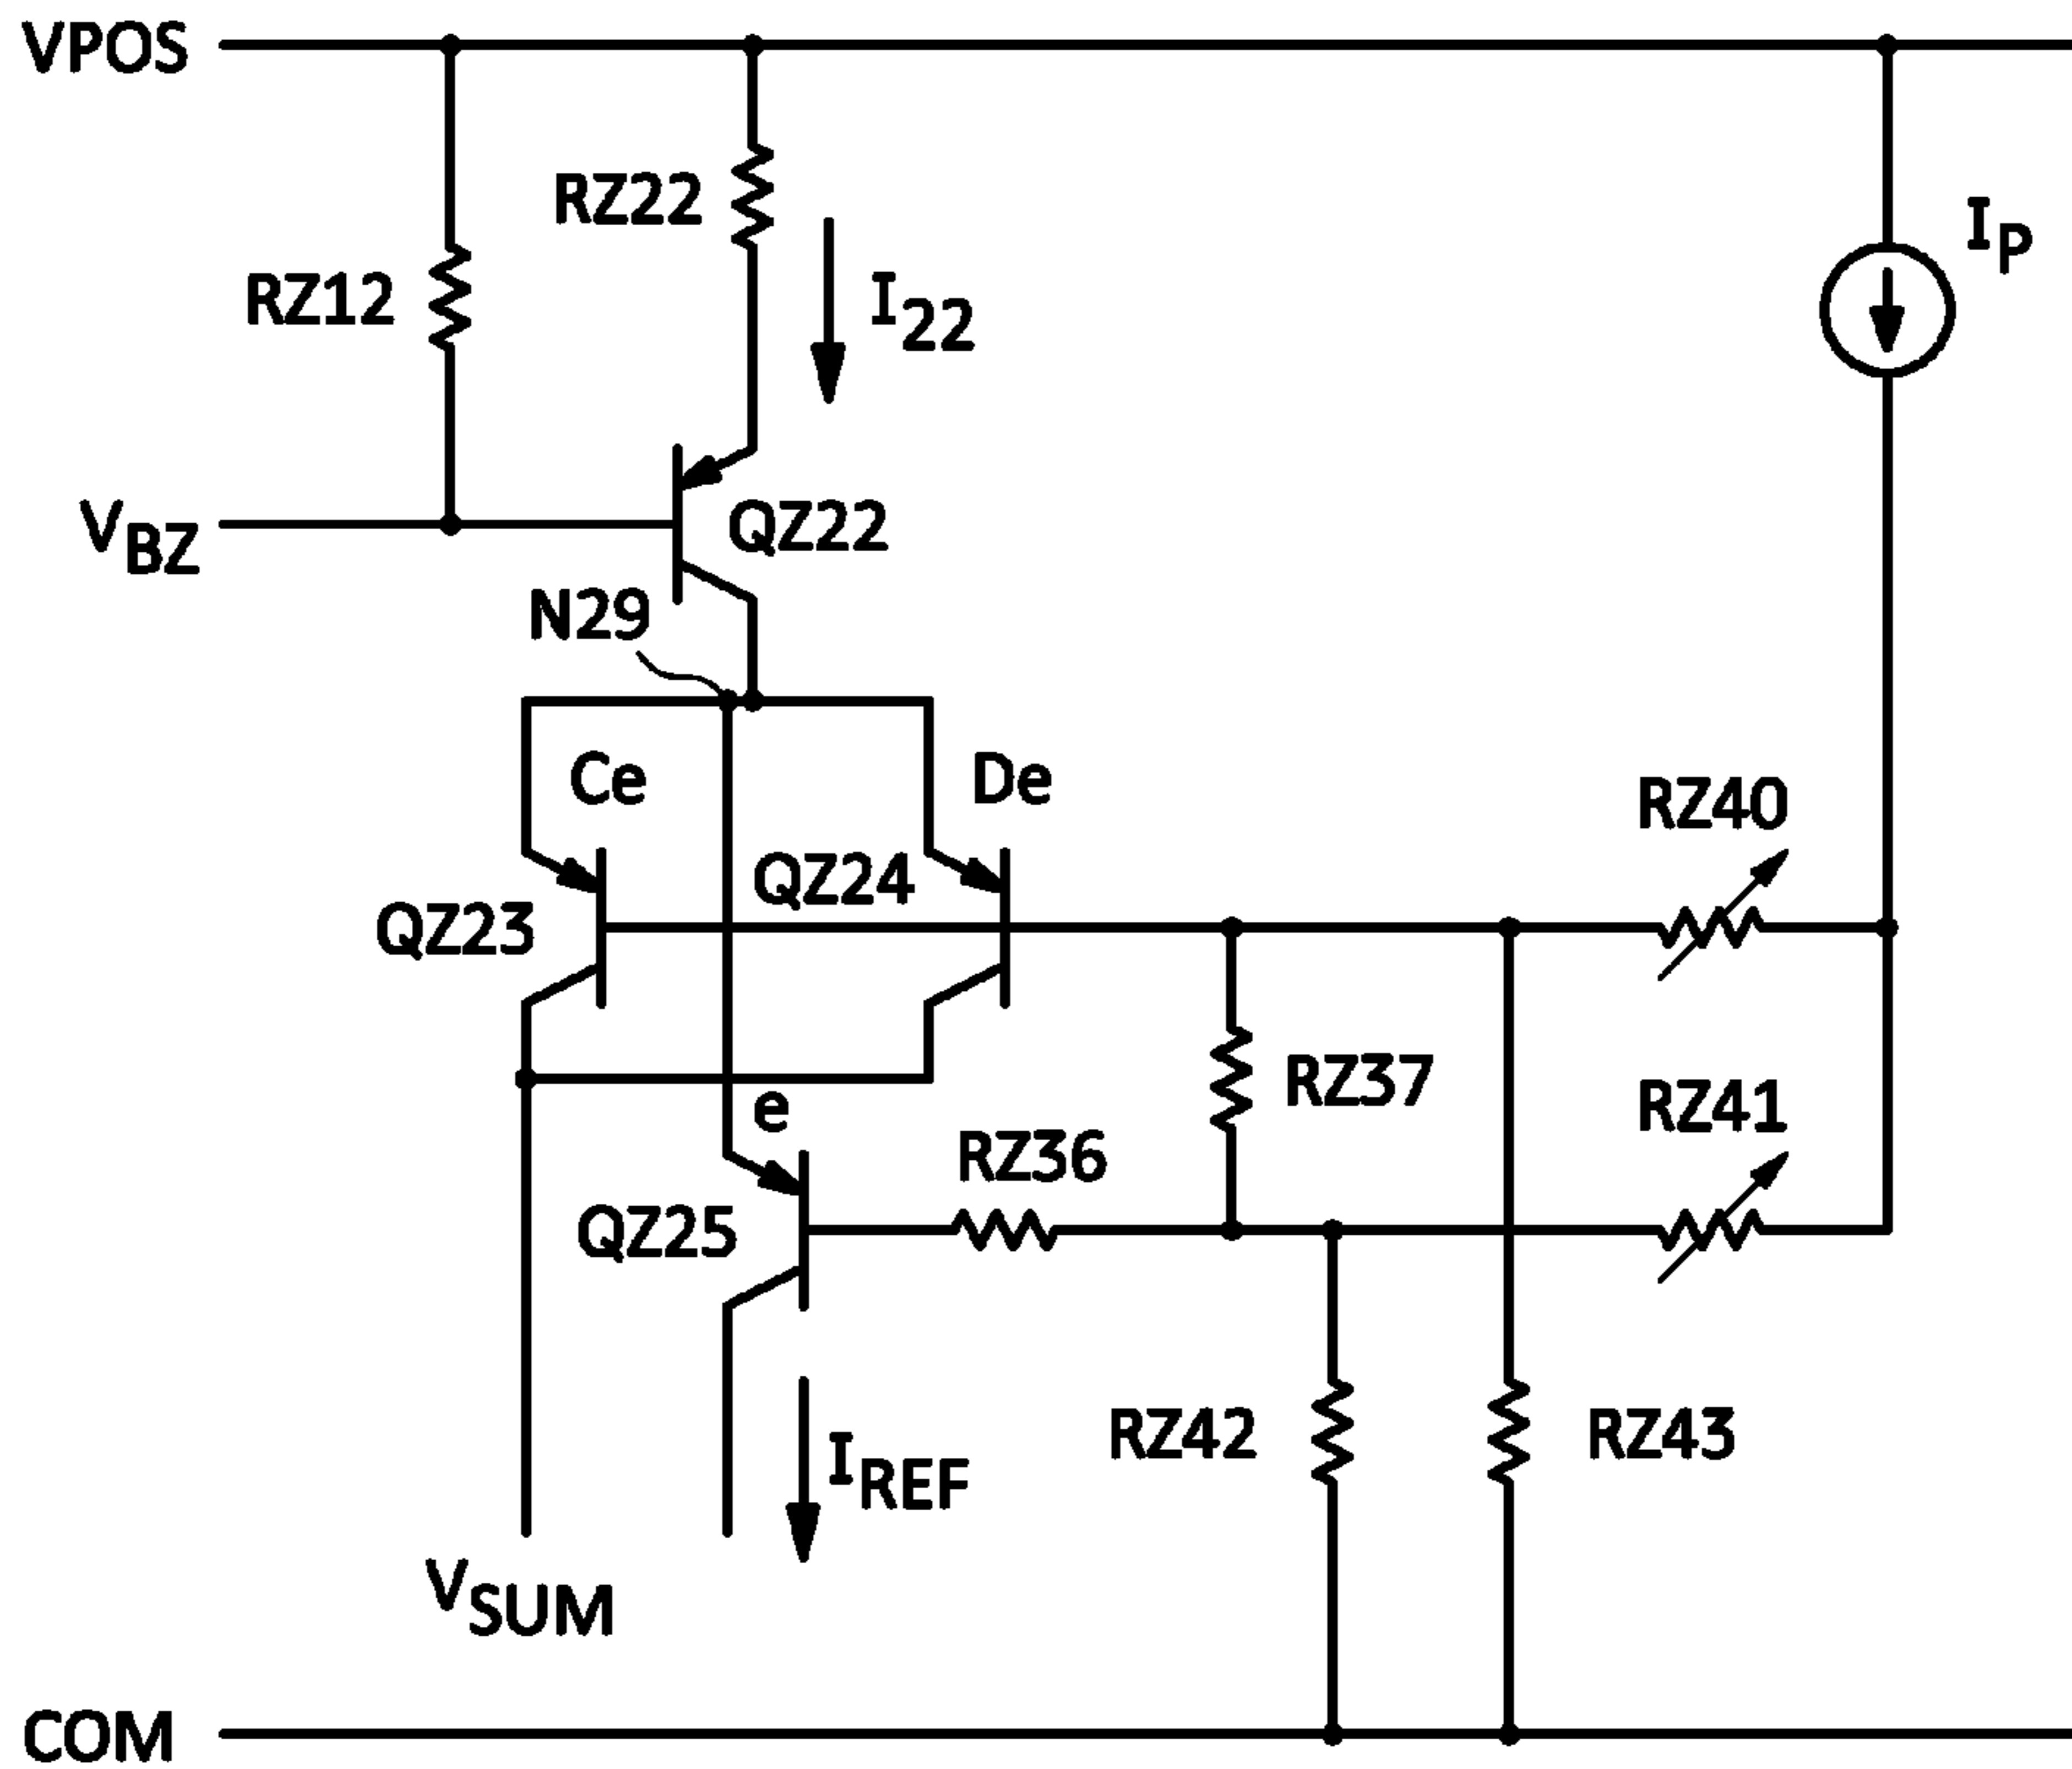 VPOS
RZ22
I22
IP
RZ12
VBZ
QZ22
N29
Ce
De
RZ40
QZ24
QZ23
RZ37
RZ41
e
RZ36
QZ25
RZ42
RZ43
IREF
VSUM
COM